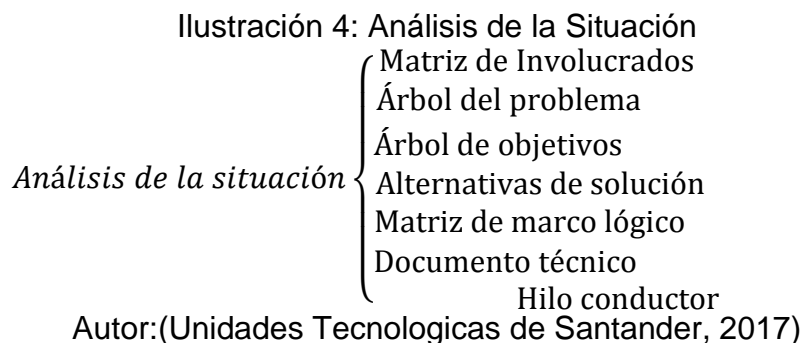 Ilustración 4: Análisis de la Situación
Matriz de Involucrados
Árbol del problema
Árbol de objetivos
Análisis de la situación
Alternativas de solución
Matriz de marco lógico
Documento técnico
Hilo conductor
Autor:(Unidades Tecnologicas de Santander, 2017)